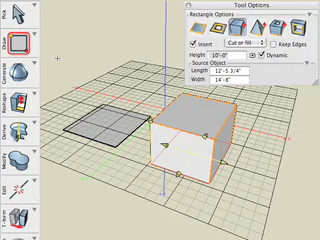 Pick
Draw
Generate
Reshape
Derive
Modify
Edit
T-form
Tool Options
Rectangle Options
Insert
Cut or fill
Keep Edges
Height 10'-0" Dynamic
Source Object
Length 12'-5 3/4"
Width 14'-8"